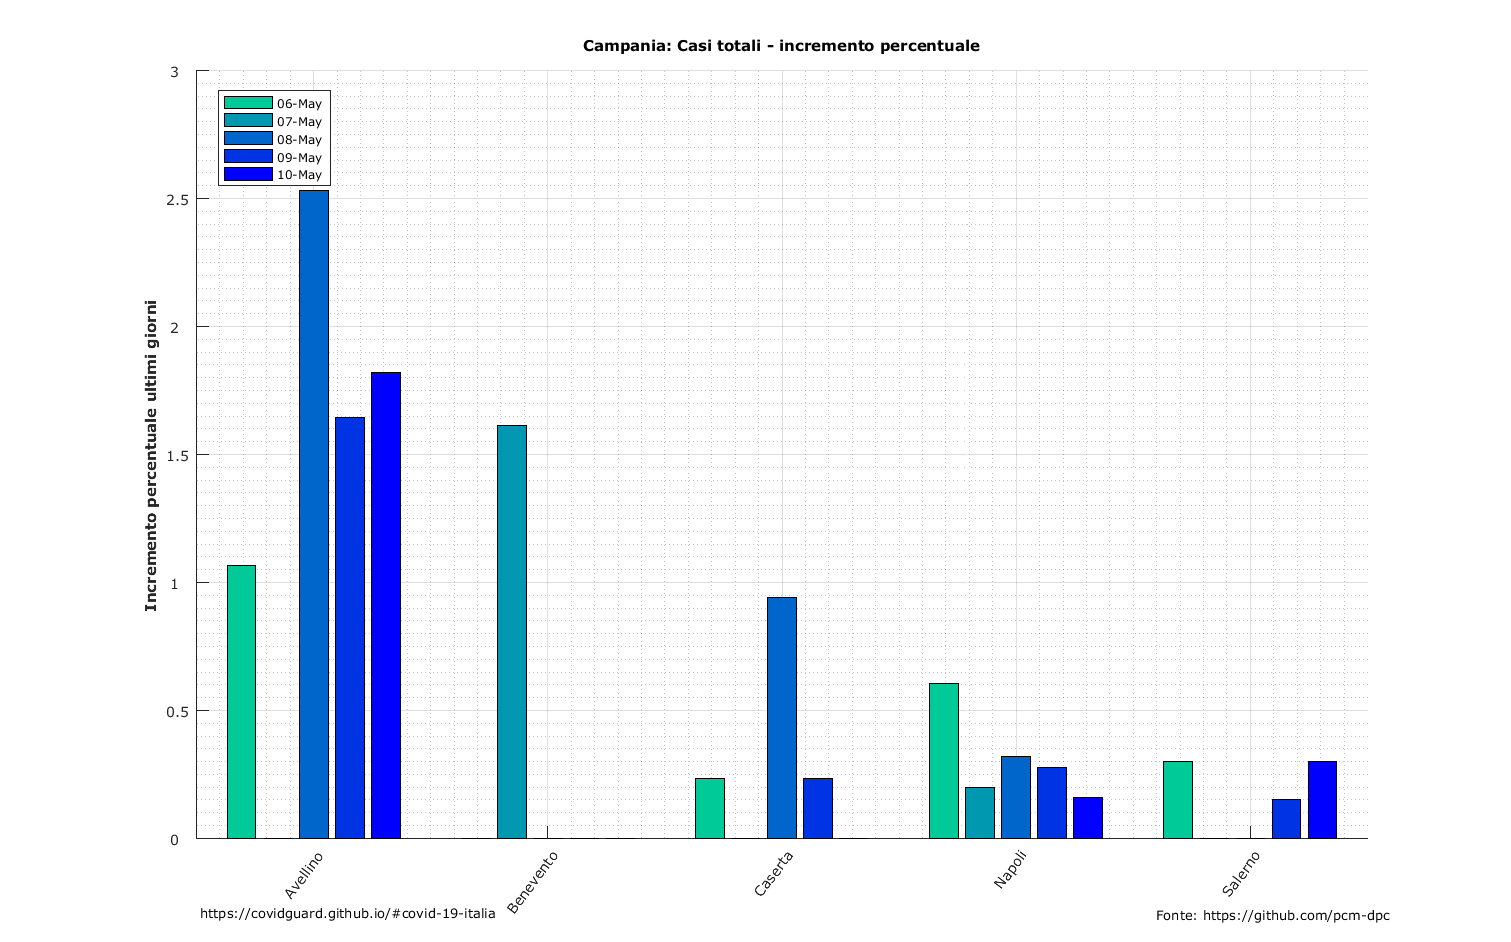 Campania: Casi totali - incremento percentuale
3
2.5
2
1.5
1
0.5
0
Incremento percentuale ultimi giorni
06-May
07-May
08-May
09-May
10-May
Avellino
Benevento
Caserta
Napoli
Salerno
https://covidguard.github.io/#covid-19-italia
Fonte: https://github.com/pcm-dpc